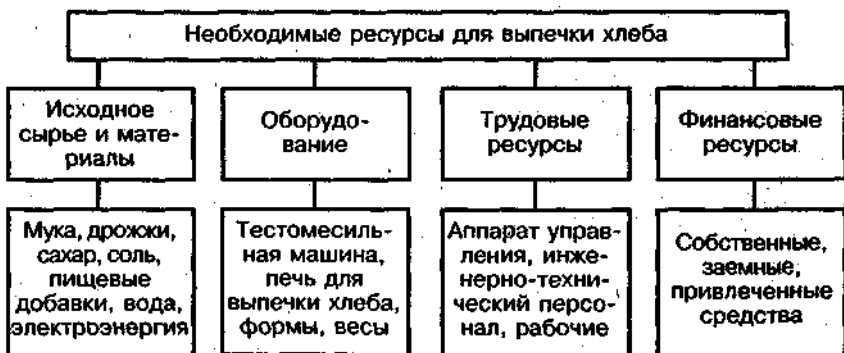 Необходимые ресурсы для выпечки хлеба
Исходное
сырье и мате-
риалы
Оборудо-
вание
Трудовые
ресурсы
Финансовые
ресурсы
Мука, дрожжи,
сахар, соль,
пищевые
добавки, вода,
электроэнергия
Тестомесиль-
ная машина,
печь для
выпечки хлеба,
формы, весы
Аппарат управ-
ления, инже-
нерно-техни-
ческий персо-
нал, рабочие
Собственные,
заемные,
привлеченные
средства